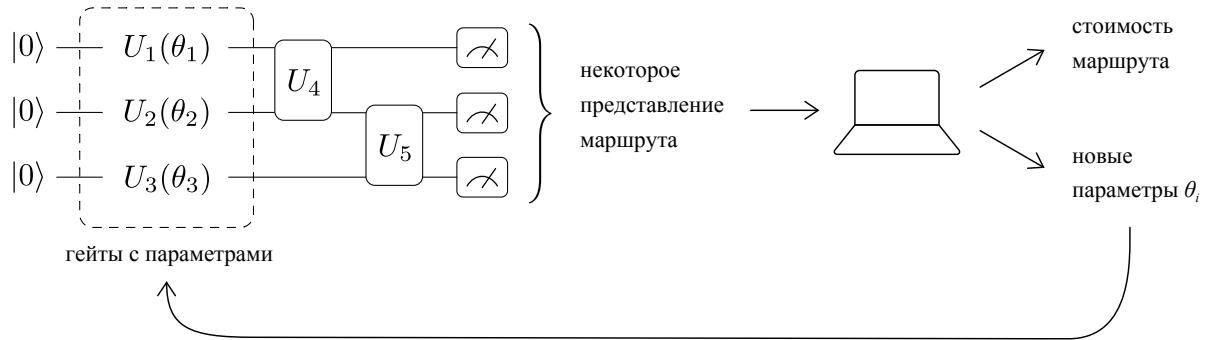 |0⟩ U₁(θ₁)
|0⟩ U₂(θ₂)
|0⟩ U₃(θ₃)
U₄
U₅
гейты с параметрами
некоторое
представление
маршрута
стоимость
маршрута
новые
параметры θᵢ